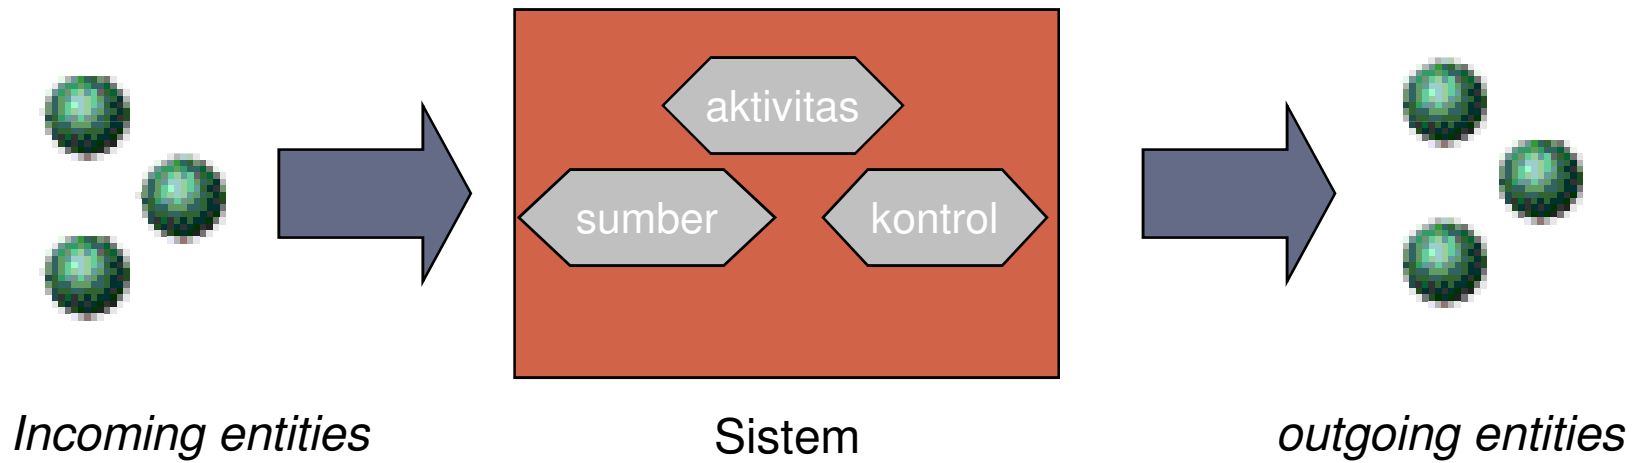 aktivitas
sumber
kontrol
Incoming entities
Sistem
outgoing entities